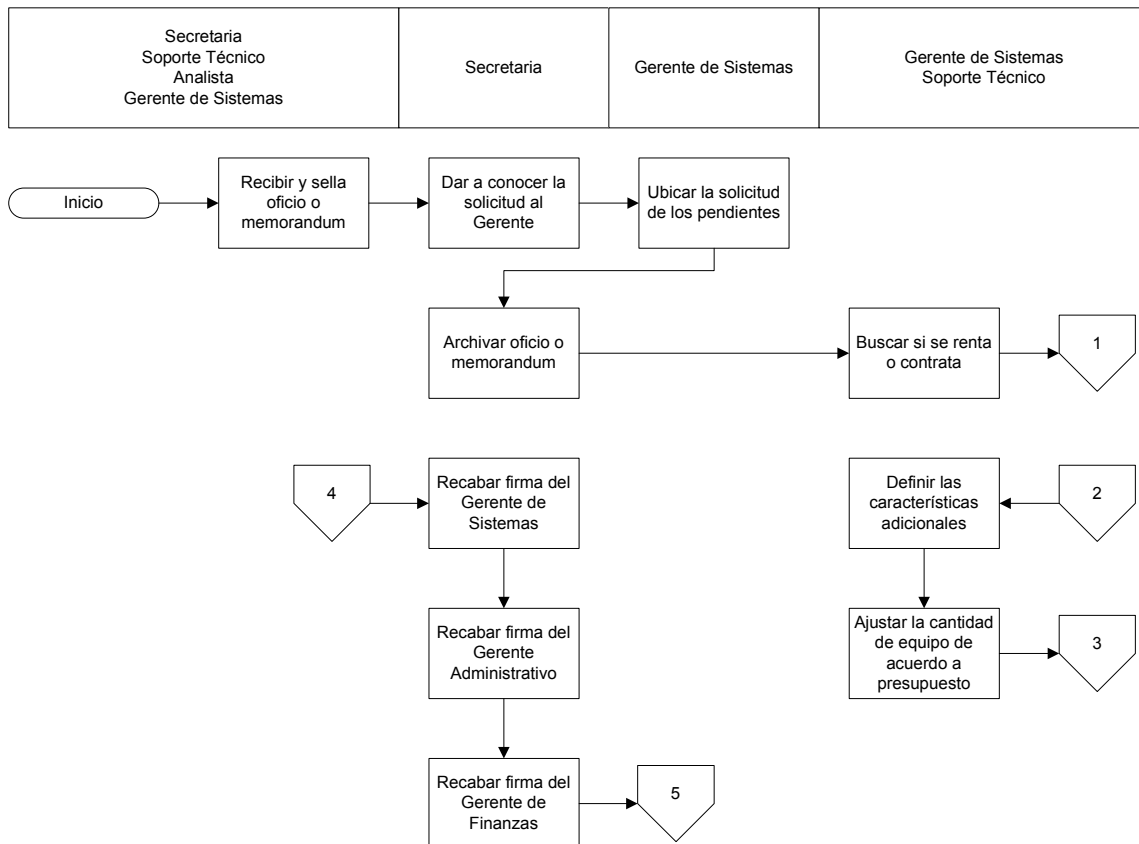 Secretaria
Soporte Técnico
Analista
Gerente de Sistemas
Secretaria
Gerente de Sistemas
Gerente de Sistemas
Soporte Técnico
Inicio
Recibir y sella
oficio o
memorandum
Dar a conocer la
solicitud al
Gerente
Ubicar la solicitud
de los pendientes
Archivar oficio o
memorandum
Buscar si se renta
o contrata
1
4
Recabar firma del
Gerente de
Sistemas
Definir las
características
adicionales
2
Recabar firma del
Gerente
Administrativo
Ajustar la cantidad
de equipo de
acuerdo a
presupuesto
3
Recabar firma del
Gerente de
Finanzas
5